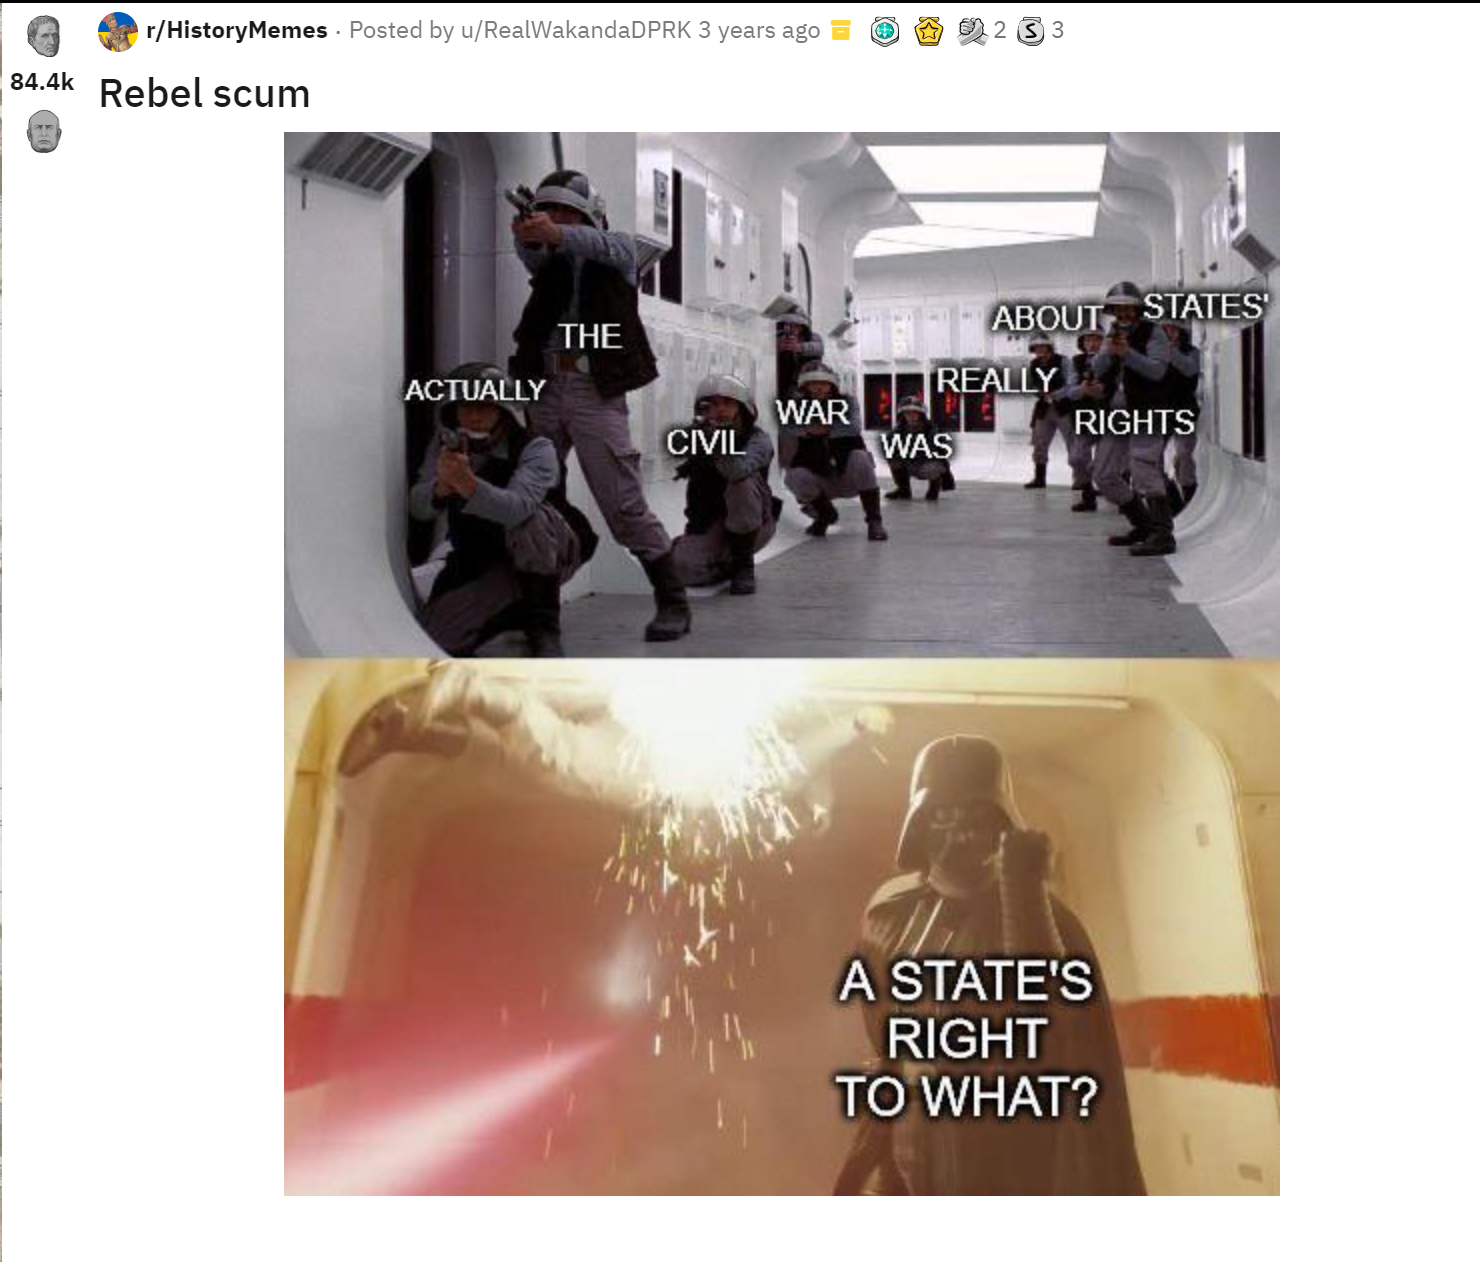 r/HistoryMemes · Posted by u/RealWakandaDPRK 3 years ago 2 S 3
84.4k
Rebel scum
ACTUALLY
THE
CIVIL
WAR
WAS
REALLY
ABOUT
STATES'
RIGHTS
A STATE'S
RIGHT
TO WHAT?